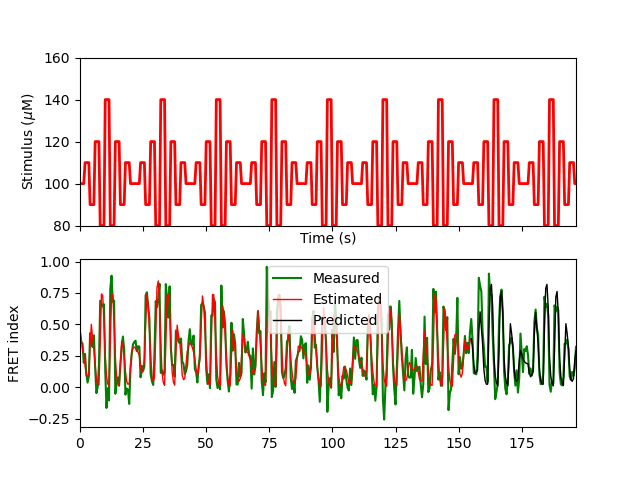 160
140
120
100
80
Stimulus (μM)
Time (s)
1.00
0.75
0.50
0.25
0.00
−0.25
FRET index
Measured
Estimated
Predicted
0 25 50 75 100 125 150 175